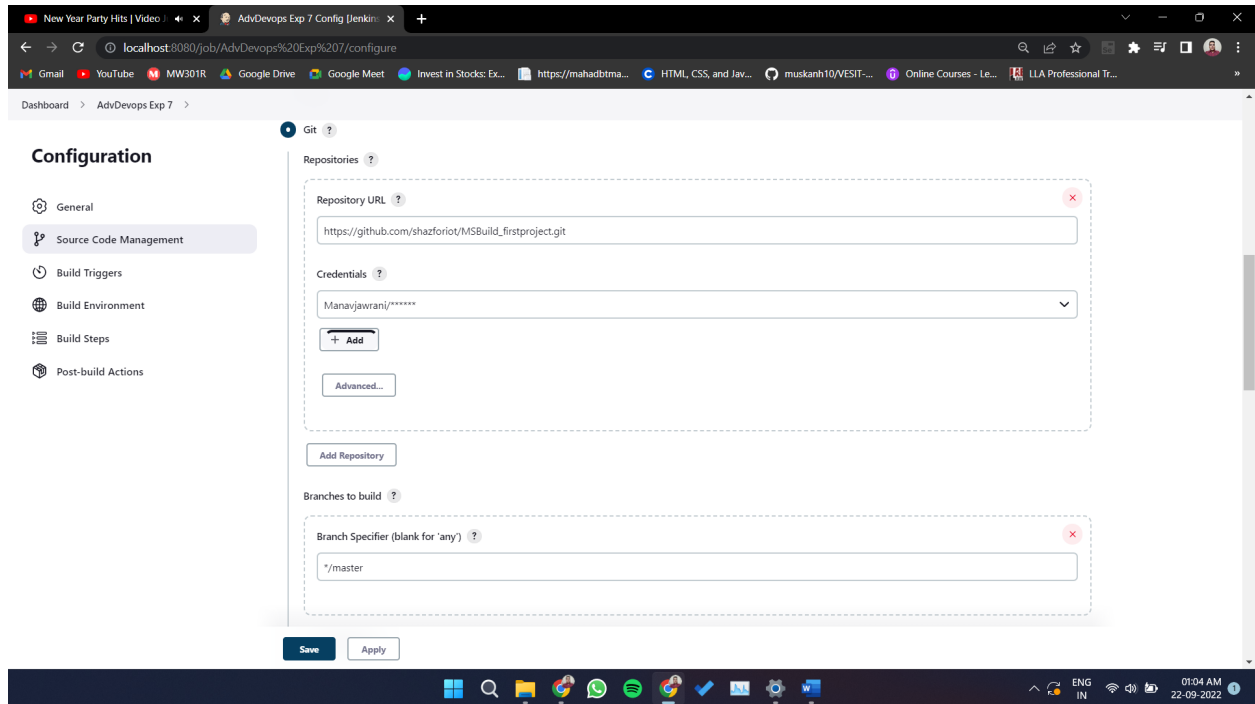 New Year Party Hits | Video J
AdvDevops Exp 7 Config [Jenkins
localhost:8080/job/AdvDevops%20Exp%207/configure
Gmail YouTube MW301R Google Drive Google Meet Invest in Stocks: Ex... https://mahadbtma... HTML, CSS, and Jav... muskanh10/VESIT-... Online Courses - Le... LLA Professional Tr... »
Dashboard > AdvDevops Exp 7 >
Configuration
General
Source Code Management
Build Triggers
Build Environment
Build Steps
Post-build Actions
Git ?
Repositories ?
Repository URL ?
https://github.com/shazforiot/MSBuild_firstproject.git
Credentials ?
Manavjawrani/******
+ Add
Advanced...
Add Repository
Branches to build ?
Branch Specifier (blank for 'any') ?
*/master
Save Apply
ENG
IN
01:04 AM
22-09-2022
1